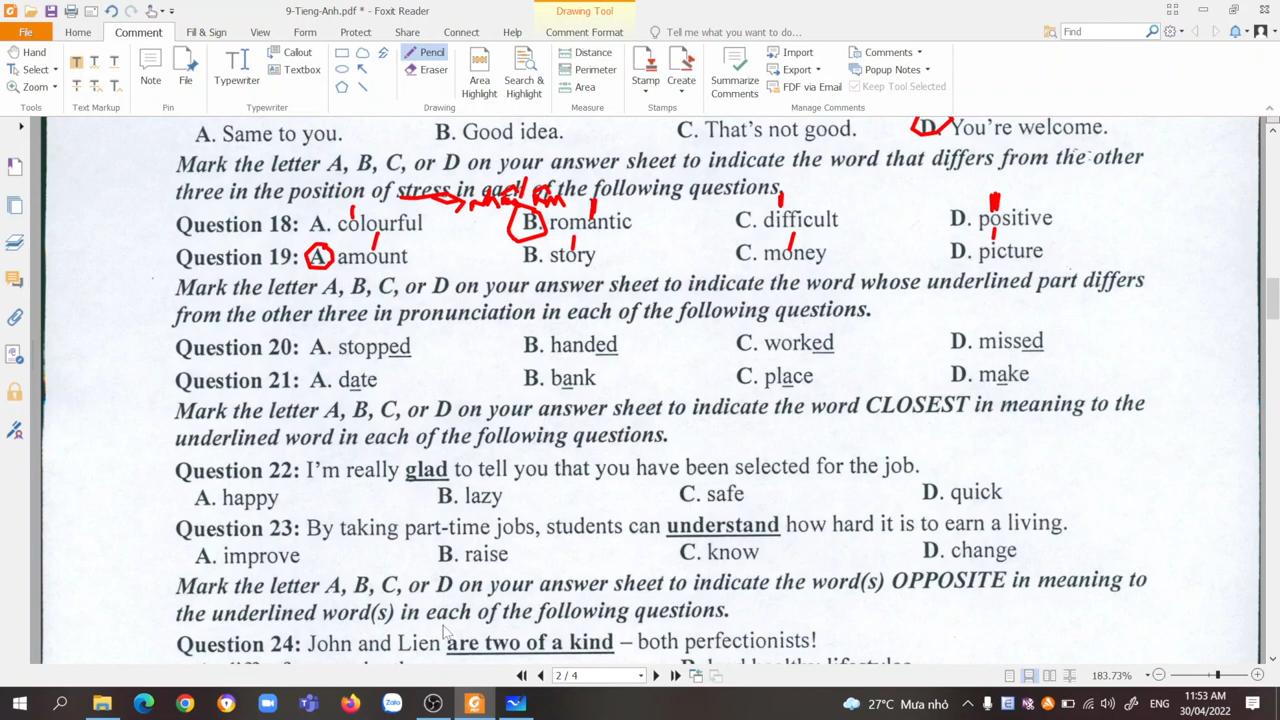 9-Tieng-Anh.pdf * - Foxit Reader
Drawing Tool
File Home Comment Fill & Sign View Form Protect Share Connect Help Comment Format Tell me what you want to do... Find
Hand
Select
Zoom
Tools
Text Markup
Note
File
Pin
Typewriter
Callout
Textbox
Typewriter
Pencil
Eraser
Drawing
Area Highlight
Search & Highlight
Distance
Perimeter
Area
Measure
Stamp
Create
Stamps
Summarize Comments
Import
Export
FDF via Email
Comments
Popup Notes
Keep Tool Selected
Manage Comments
A. Same to you. B. Good idea. C. That's not good. D. You're welcome.
Mark the letter A, B, C, or D on your answer sheet to indicate the word that differs from the other
three in the position of stress in each of the following questions.
Question 18: A. colourful B. romantic C. difficult D. positive
Question 19: A. amount B. story C. money D. picture
Mark the letter A, B, C, or D on your answer sheet to indicate the word whose underlined part differs
from the other three in pronunciation in each of the following questions.
Question 20: A. stopped B. handed C. worked D. missed
Question 21: A. date B. bank C. place D. make
Mark the letter A, B, C, or D on your answer sheet to indicate the word CLOSEST in meaning to the
underlined word in each of the following questions.
Question 22: I'm really glad to tell you that you have been selected for the job.
A. happy B. lazy C. safe D. quick
Question 23: By taking part-time jobs, students can understand how hard it is to earn a living.
A. improve B. raise C. know D. change
Mark the letter A, B, C, or D on your answer sheet to indicate the word(s) OPPOSITE in meaning to
the underlined word(s) in each of the following questions.
Question 24: John and Lien are two of a kind – both perfectionists!
2 / 4
183.73%
Zalo
27°C Mưa nhỏ
ENG
11:53 AM
30/04/2022